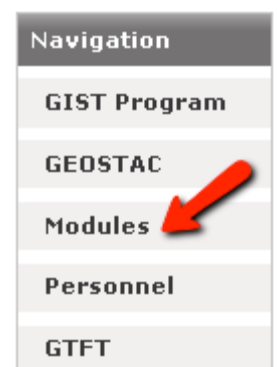 Navigation
GIST Program
GEOSTAC
Modules
Personnel
GTFT